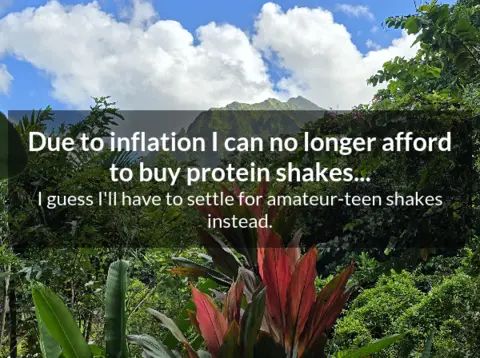 Due to inflation I can no longer afford
to buy protein shakes...
I guess I'll have to settle for amateur-teen shakes
instead.